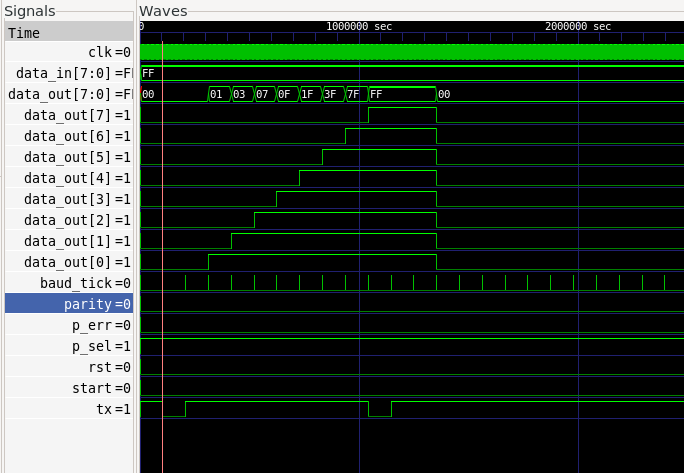 Signals
Waves
Time
0
1000000 sec
2000000 sec
clk=0
data_in[7:0]=FF
FF
data_out[7:0]=FF
00 01 03 07 0F 1F 3F 7F FF 00
data_out[7]=1
data_out[6]=1
data_out[5]=1
data_out[4]=1
data_out[3]=1
data_out[2]=1
data_out[1]=1
data_out[0]=1
baud_tick=0
parity=0
p_err=0
p_sel=1
rst=0
start=0
tx=1